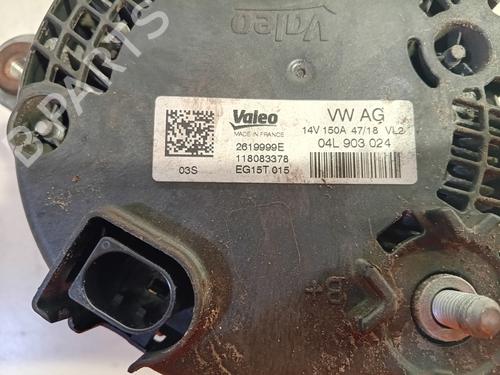 Valeo
B-PARTS
Valeo
MADE IN FRANCE
2619999E
118083378
03S
EG15T 015
VW AG
14V 150A 47/18 VL2
04L 903 024
B+